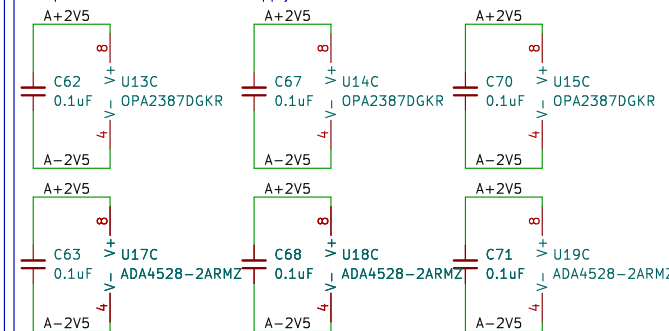 A+2V5 A+2V5 A+2V5
8 8 8
C62 V+ U13C C67 V+ U14C C70 V+ U15C
0.1uF V- OPA2387DGKR 0.1uF V- OPA2387DGKR 0.1uF V- OPA2387DGKR
4 4 4
A-2V5 A-2V5 A-2V5
A+2V5 A+2V5 A+2V5
8 8 8
C63 V+ U17C C68 V+ U18C C71 V+ U19C
0.1uF V- ADA4528-2ARMZ 0.1uF V- ADA4528-2ARMZ 0.1uF V- ADA4528-2ARMZ
4 4 4
A-2V5 A-2V5 A-2V5